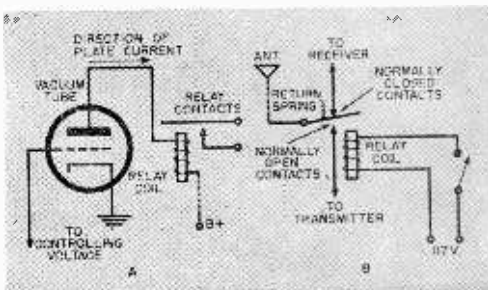 DIRECTION OF
PLATE CURRENT
VACUUM
TUBE
RELAY
CONTACTS
RELAY
COIL
B+
TO
CONTROLLING
VOLTAGE
A
ANT
TO
RECEIVER
NORMALLY
CLOSED
CONTACTS
RETURN
SPRING
NORMALLY
OPEN
CONTACTS
RELAY
COIL
TO
TRANSMITTER
117V
B